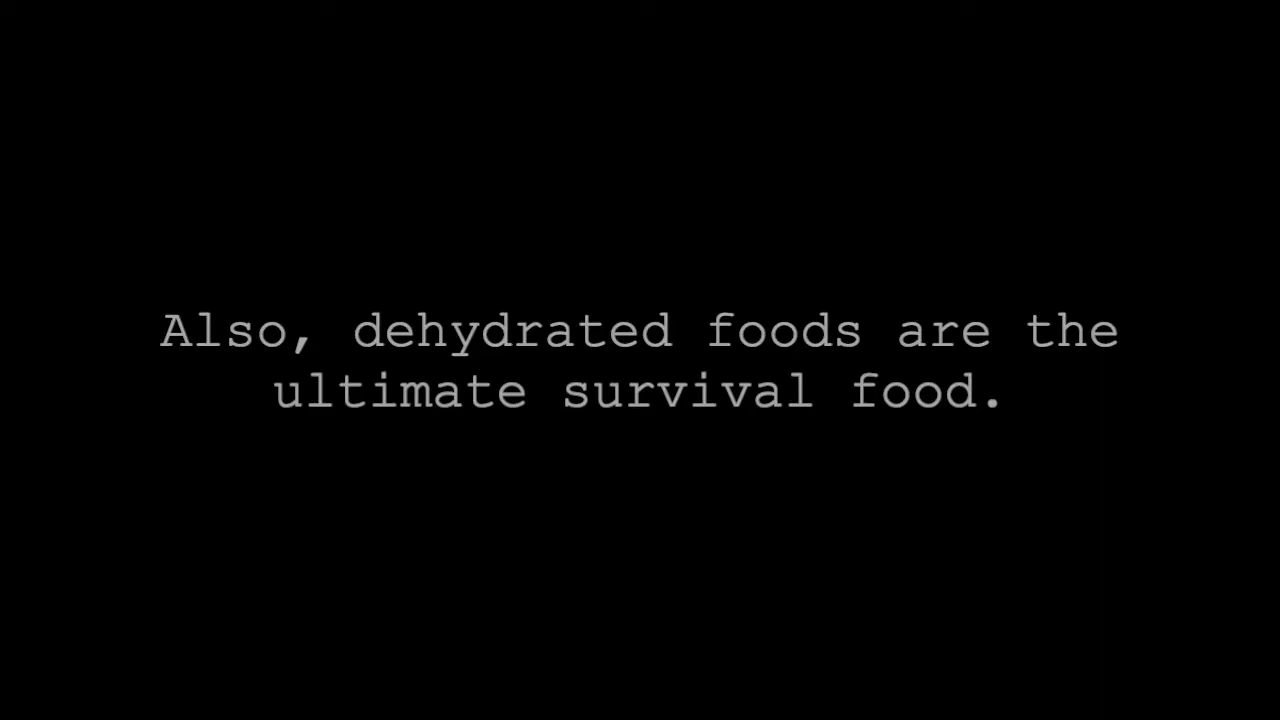 Also, dehydrated foods are the
ultimate survival food.